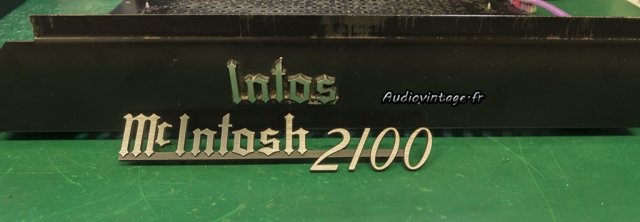 Intos
Audiovintage.fr
McIntosh 2100